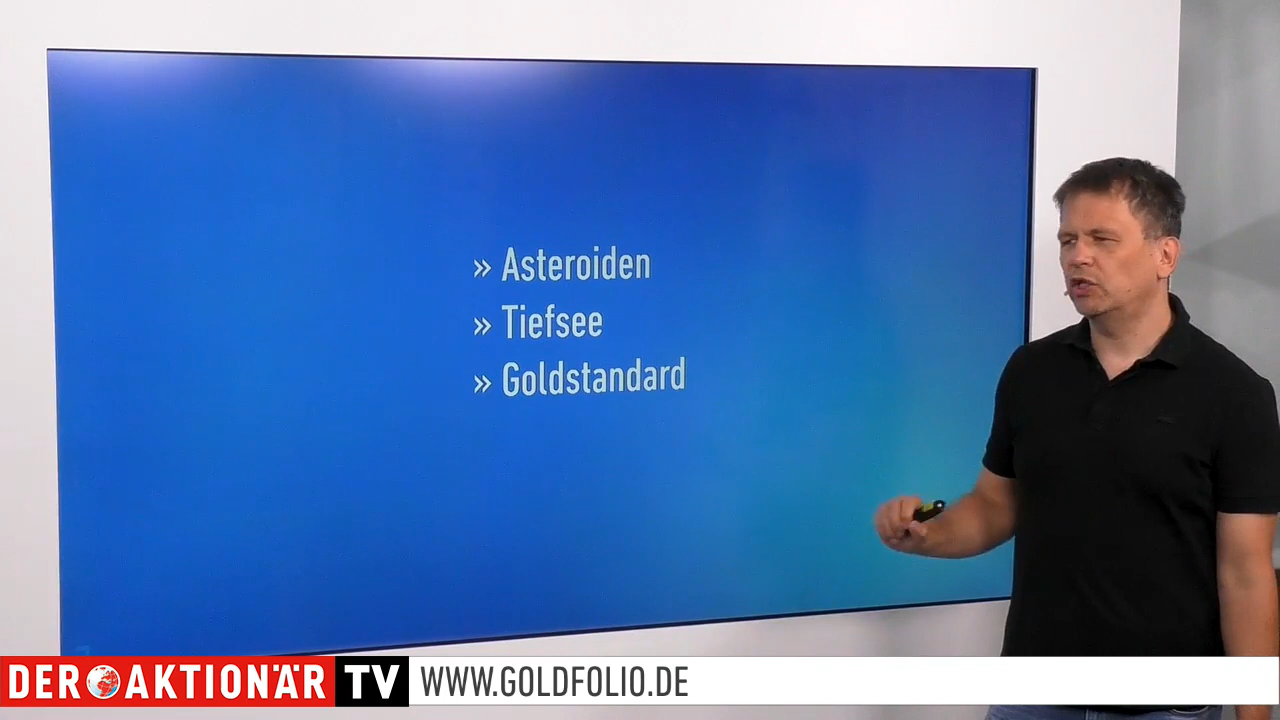 » Asteroiden
» Tiefsee
» Goldstandard
DER AKTIONÄR TV WWW.GOLDFOLIO.DE